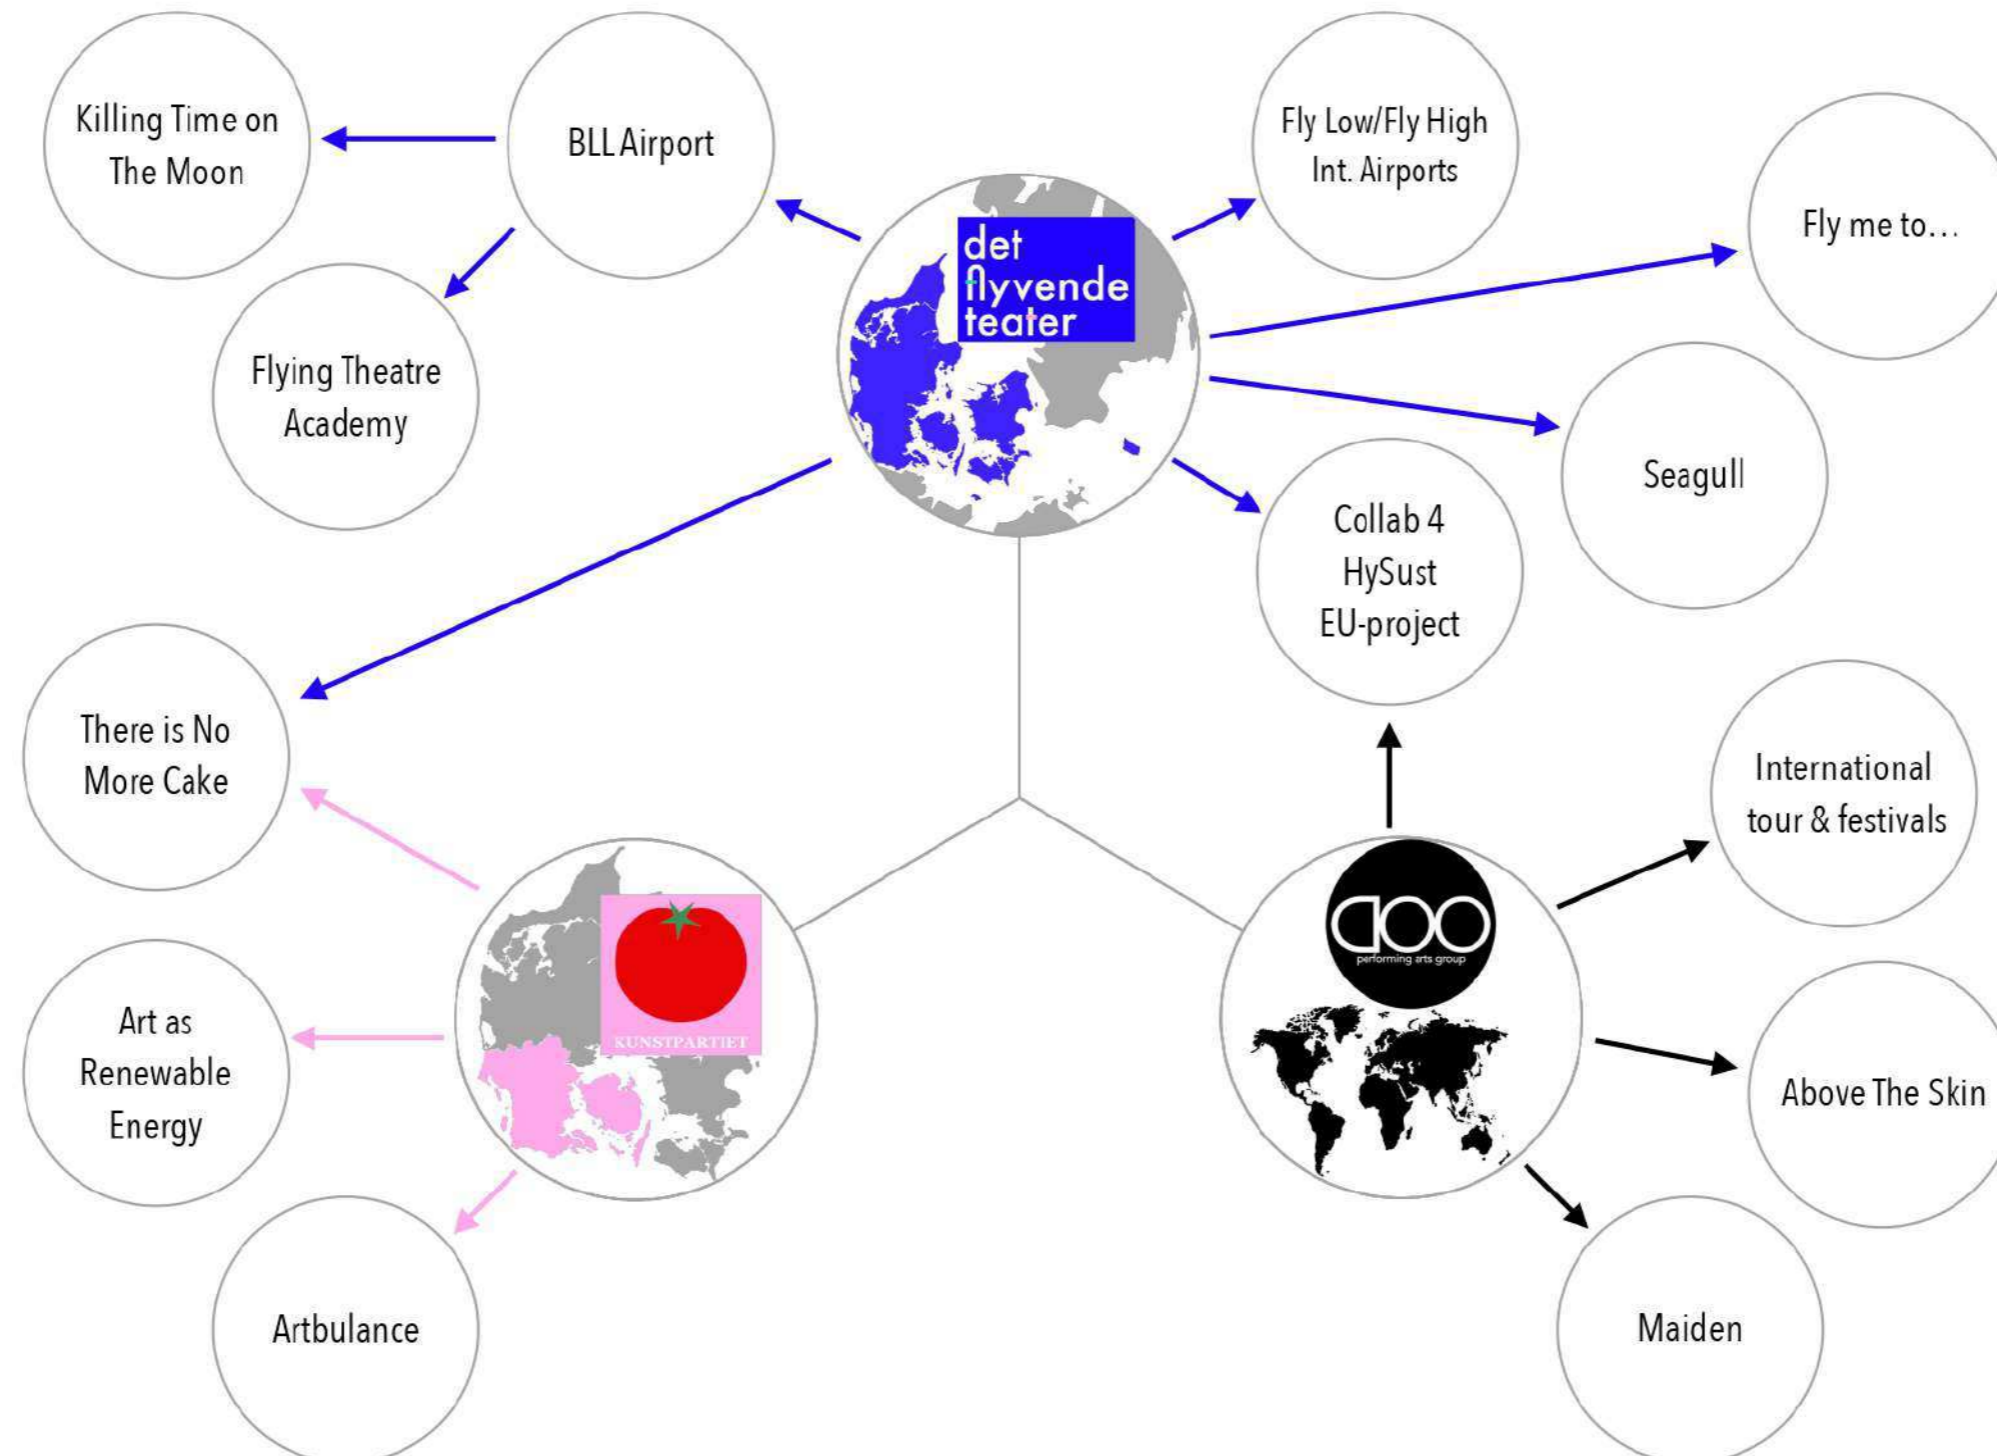 Killing Time on
The Moon
BLL Airport
Fly Low/Fly High
Int. Airports
Fly me to...
det
flyvende
teater
Flying Theatre
Academy
Seagull
Collab 4
HySust
EU-project
There is No
More Cake
International
tour & festivals
KUNSTPARTIET
performing arts group
Art as
Renewable
Energy
Above The Skin
Artbulance
Maiden